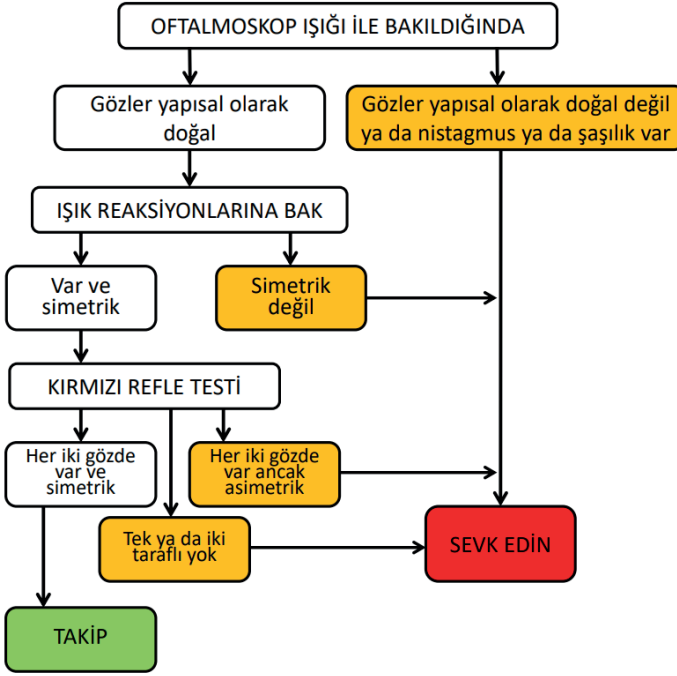 OFTALMOSKOP IŞIĞI İLE BAKILDIĞINDA
Gözler yapısal olarak
doğal
Gözler yapısal olarak doğal değil
ya da nistagmus ya da şaşılık var
IŞIK REAKSİYONLARINA BAK
Var ve
simetrik
Simetrik
değil
KIRMIZI REFLE TESTİ
Her iki gözde
var ve
simetrik
Her iki gözde
var ancak
asimetrik
Tek ya da iki
taraflı yok
SEVK EDİN
TAKİP